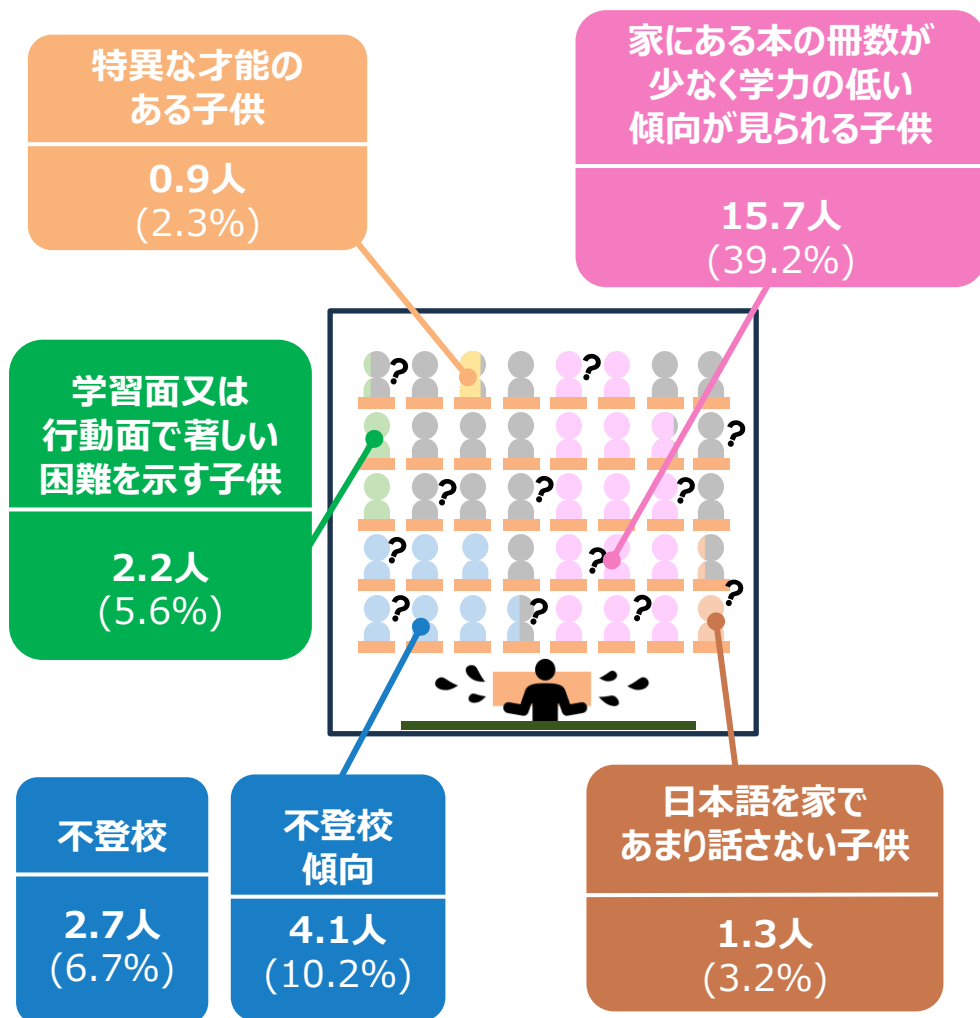 特異な才能の
ある子供
0.9人
(2.3%)
家にある本の冊数が
少なく学力の低い
傾向が見られる子供
15.7人
(39.2%)
学習面又は
行動面で著しい
困難を示す子供
2.2人
(5.6%)
?
?
?
?
?
?
?
?
?
?
?
?
不登校
2.7人
(6.7%)
不登校
傾向
4.1人
(10.2%)
日本語を家で
あまり話さない子供
1.3人
(3.2%)